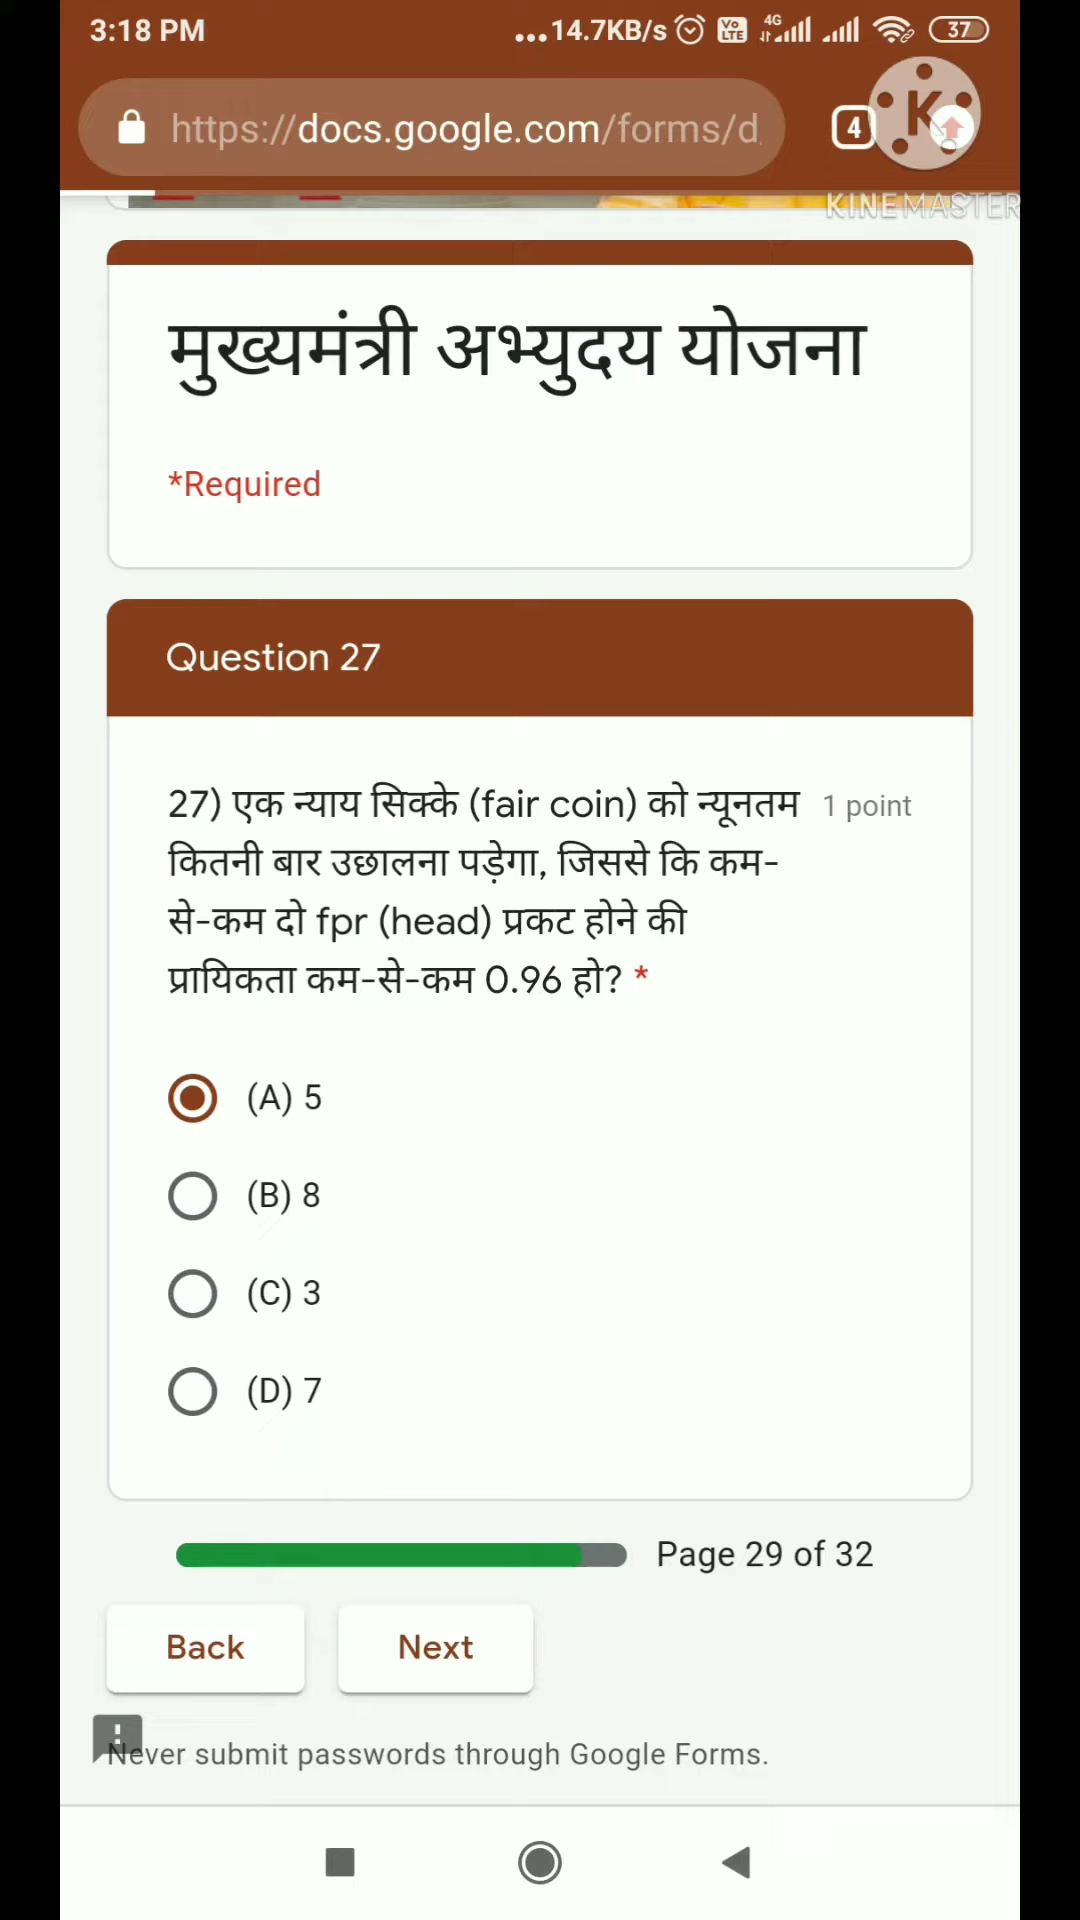 3:18 PM
...14.7KB/s Vo LTE 4G 37
https://docs.google.com/forms/d
4
K
KINEMASTER
मुख्यमंत्री अभ्युदय योजना
*Required
Question 27
27) एक न्याय सिक्के (fair coin) को न्यूनतम 1 point
कितनी बार उछालना पड़ेगा, जिससे कि कम-
से-कम दो fpr (head) प्रकट होने की
प्रायिकता कम-से-कम 0.96 हो? *
(A) 5
(B) 8
(C) 3
(D) 7
Page 29 of 32
Back Next
Never submit passwords through Google Forms.